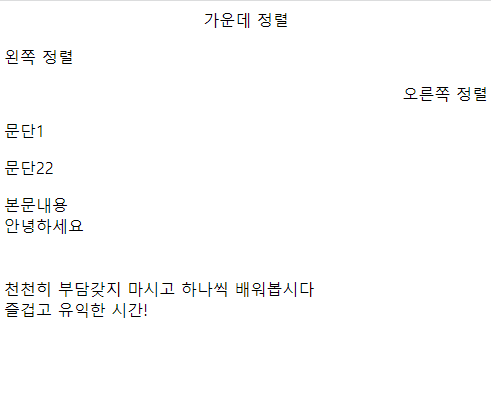 가운데 정렬
왼쪽 정렬
오른쪽 정렬
문단1
문단22
본문내용
안녕하세요
천천히 부담갖지 마시고 하나씩 배워봅시다
즐겁고 유익한 시간!